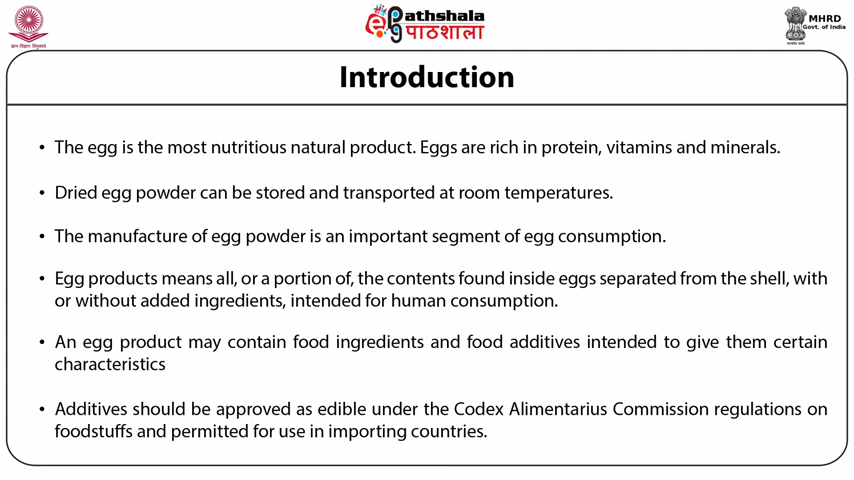 ePathshala
पाठशाला
MHRD
Govt. of India
Introduction
• The egg is the most nutritious natural product. Eggs are rich in protein, vitamins and minerals.
• Dried egg powder can be stored and transported at room temperatures.
• The manufacture of egg powder is an important segment of egg consumption.
• Egg products means all, or a portion of, the contents found inside eggs separated from the shell, with
or without added ingredients, intended for human consumption.
• An egg product may contain food ingredients and food additives intended to give them certain
characteristics
• Additives should be approved as edible under the Codex Alimentarius Commission regulations on
foodstuffs and permitted for use in importing countries.